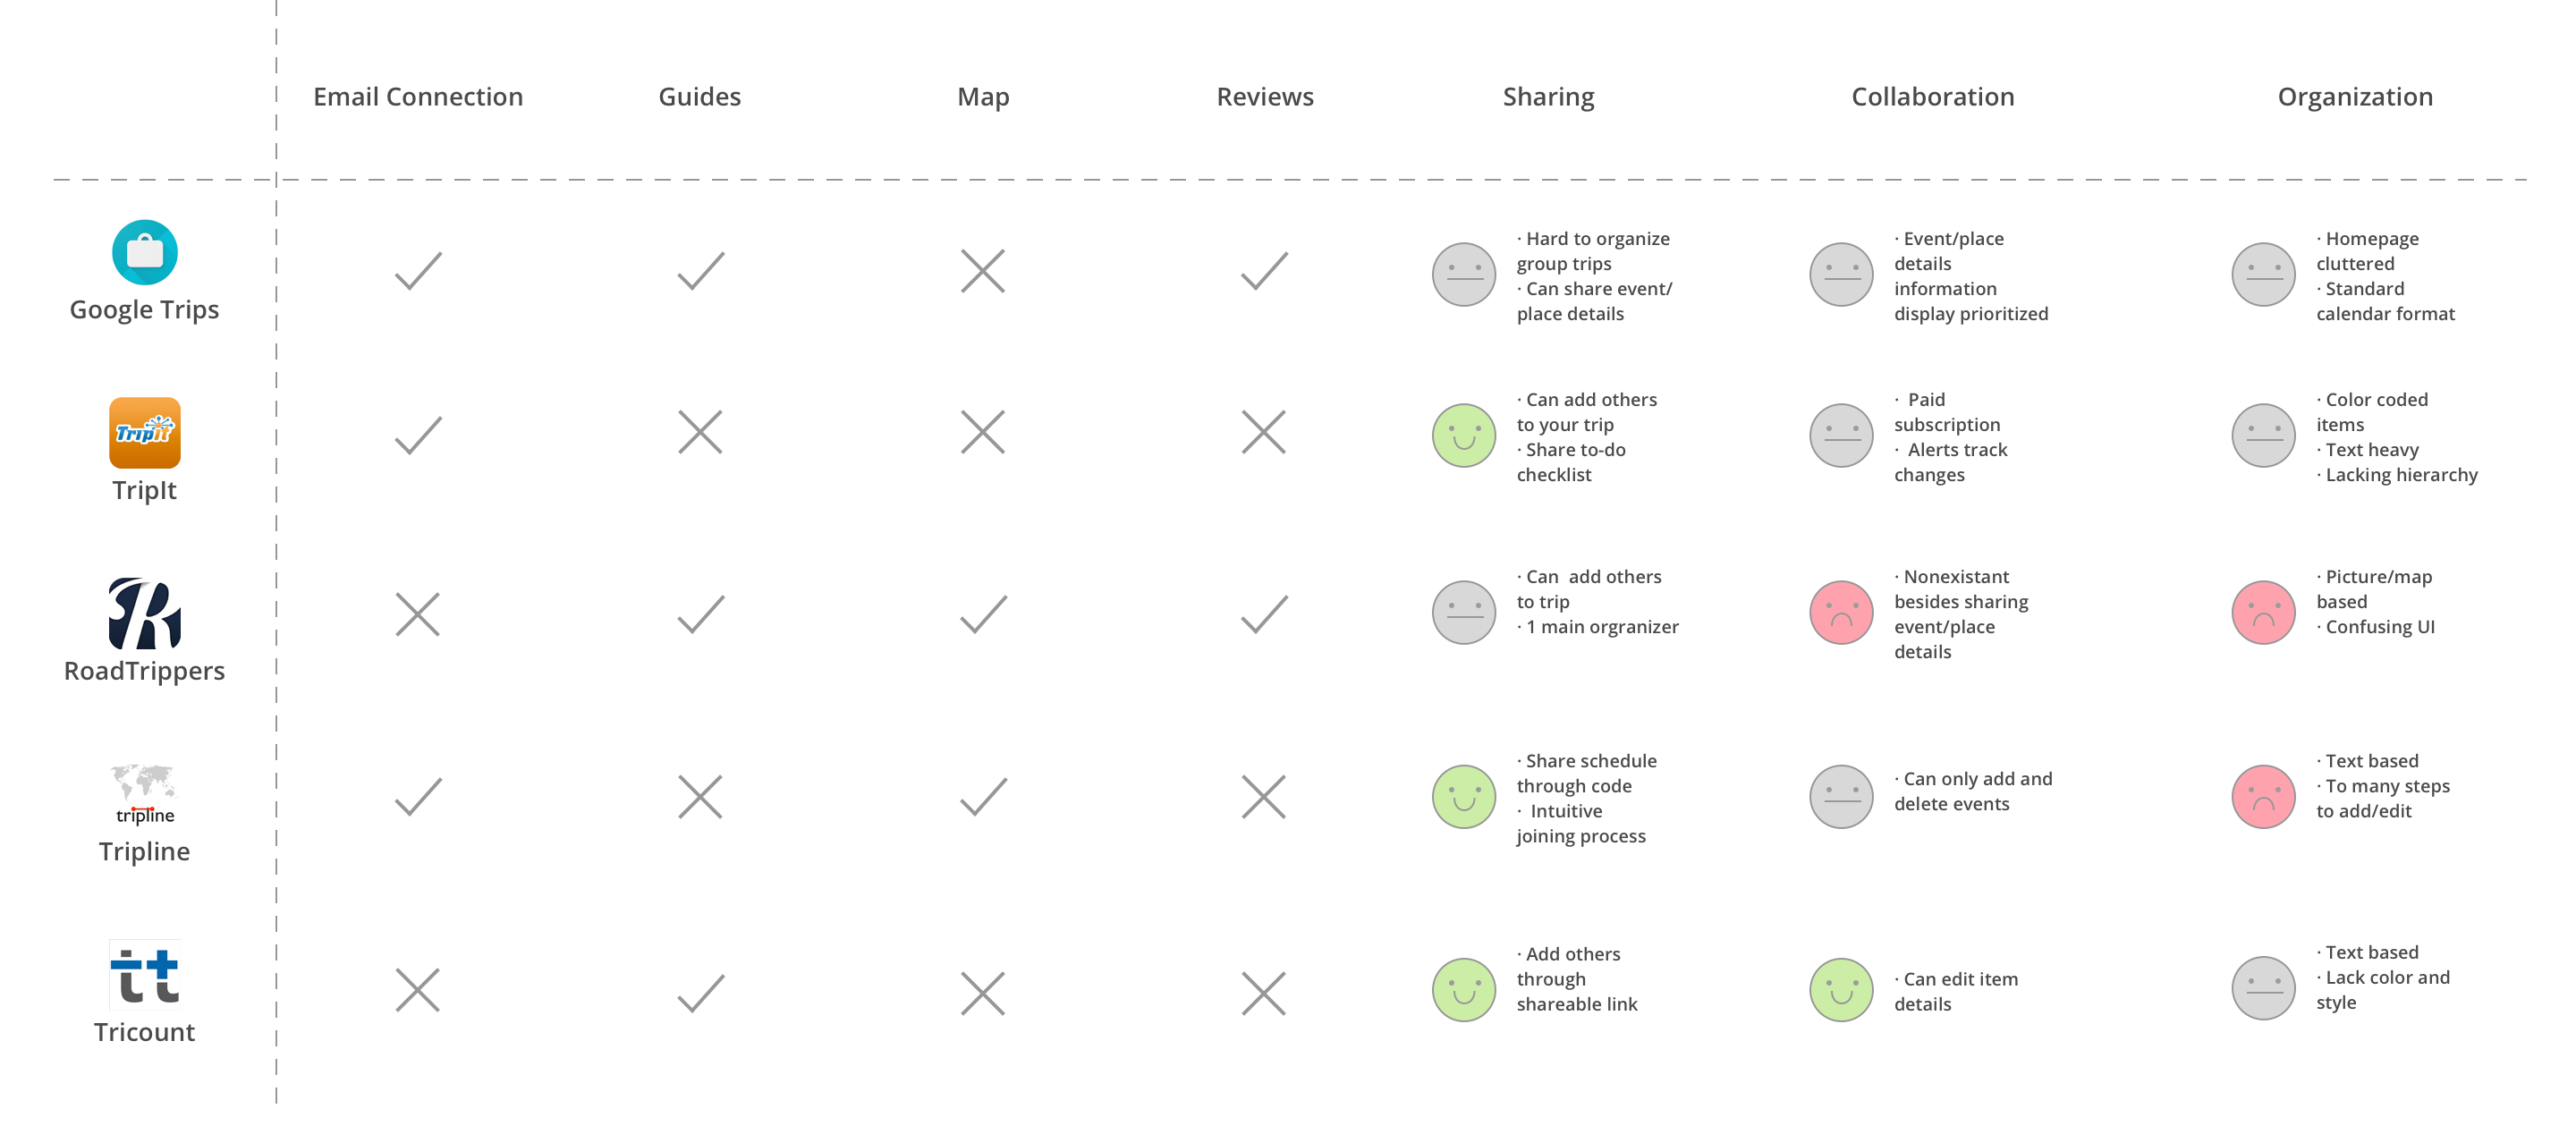 Email Connection Guides Map Reviews Sharing Collaboration Organization
Google Trips
· Hard to organize
group trips
· Can share event/
place details
· Event/place
details
information
display prioritized
· Homepage
cluttered
· Standard
calendar format
TripIt
TripIt
· Can add others
to your trip
· Share to-do
checklist
· Paid
subscription
· Alerts track
changes
· Color coded
items
· Text heavy
· Lacking hierarchy
R
RoadTrippers
· Can add others
to trip
· 1 main orgranizer
· Nonexistant
besides sharing
event/place
details
· Picture/map
based
· Confusing UI
tripline
Tripline
· Share schedule
through code
· Intuitive
joining process
· Can only add and
delete events
· Text based
· To many steps
to add/edit
tt
Tricount
· Add others
through
shareable link
· Can edit item
details
· Text based
· Lack color and
style